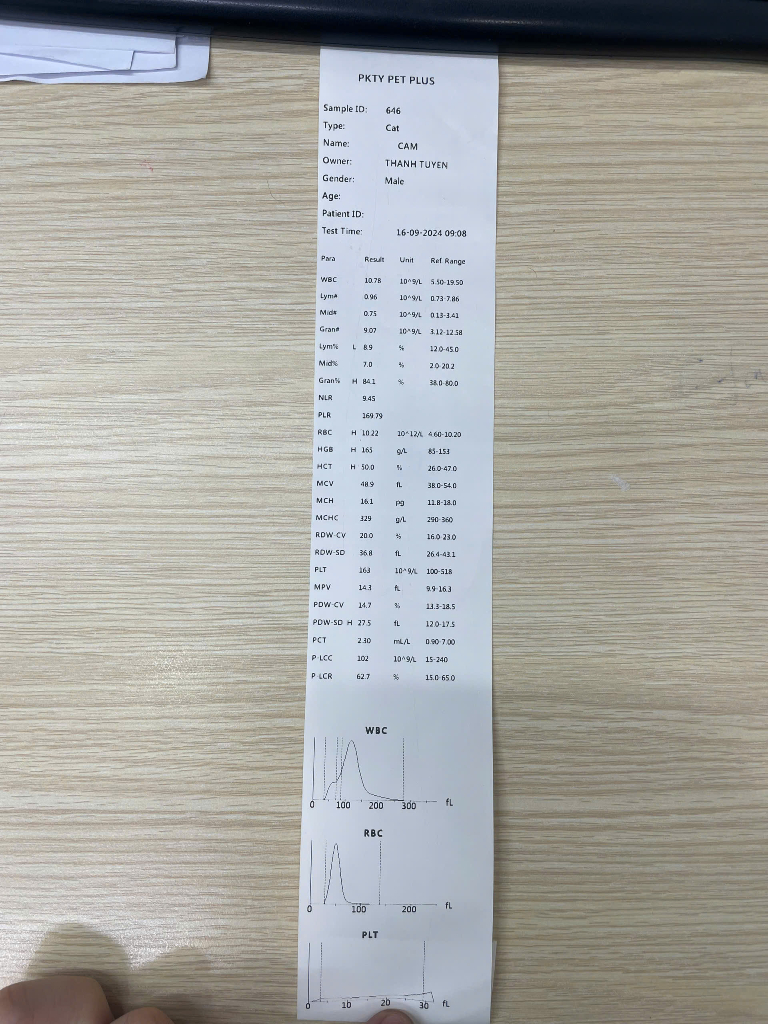 PKTY PET PLUS
Sample ID: 646
Type: Cat
Name: CAM
Owner: THANH TUYEN
Gender: Male
Age:
Patient ID:
Test Time: 16-09-2024 09:08
Para Result Unit Ref. Range
WBC 10.78 10^9/L 5.50-19.50
Lym# 0.96 10^9/L 0.73-7.86
Mid# 0.75 10^9/L 0.13-3.41
Gran# 9.07 10^9/L 3.12-12.58
Lym% L 8.9 % 12.0-45.0
Mid% 7.0 % 2.0-20.2
Gran% H 84.1 % 38.0-80.0
NLR 9.45
PLR 169.79
RBC H 10.22 10^12/L 4.60-10.20
HGB H 165 g/L 85-153
HCT H 50.0 % 26.0-47.0
MCV 48.9 fL 38.0-54.0
MCH 16.1 pg 11.8-18.0
MCHC 329 g/L 290-360
RDW-CV 20.0 % 16.0-23.0
RDW-SD 36.8 fL 26.4-43.1
PLT 163 10^9/L 100-518
MPV 14.3 fL 9.9-16.3
PDW-CV 14.7 % 13.3-18.5
PDW-SD H 27.5 fL 12.0-17.5
PCT 2.30 mL/L 0.90-7.00
P-LCC 102 10^9/L 15-240
P-LCR 62.7 % 15.0-65.0
WBC
0 100 200 300 fL
RBC
0 100 200 fL
PLT
0 10 20 30 fL